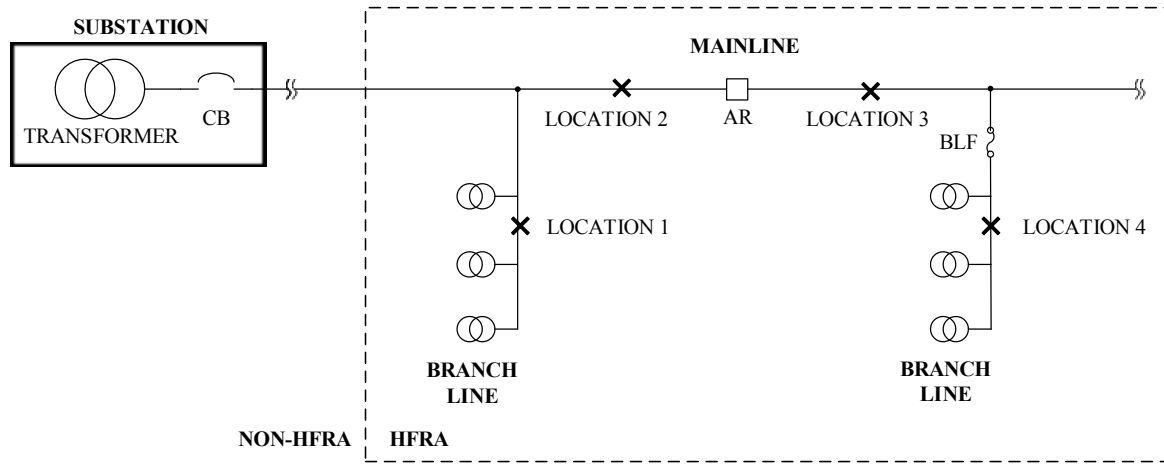 SUBSTATION
TRANSFORMER
CB
MAINLINE
LOCATION 2
AR
LOCATION 3
BLF
LOCATION 1
LOCATION 4
BRANCH
LINE
BRANCH
LINE
NON-HFRA
HFRA